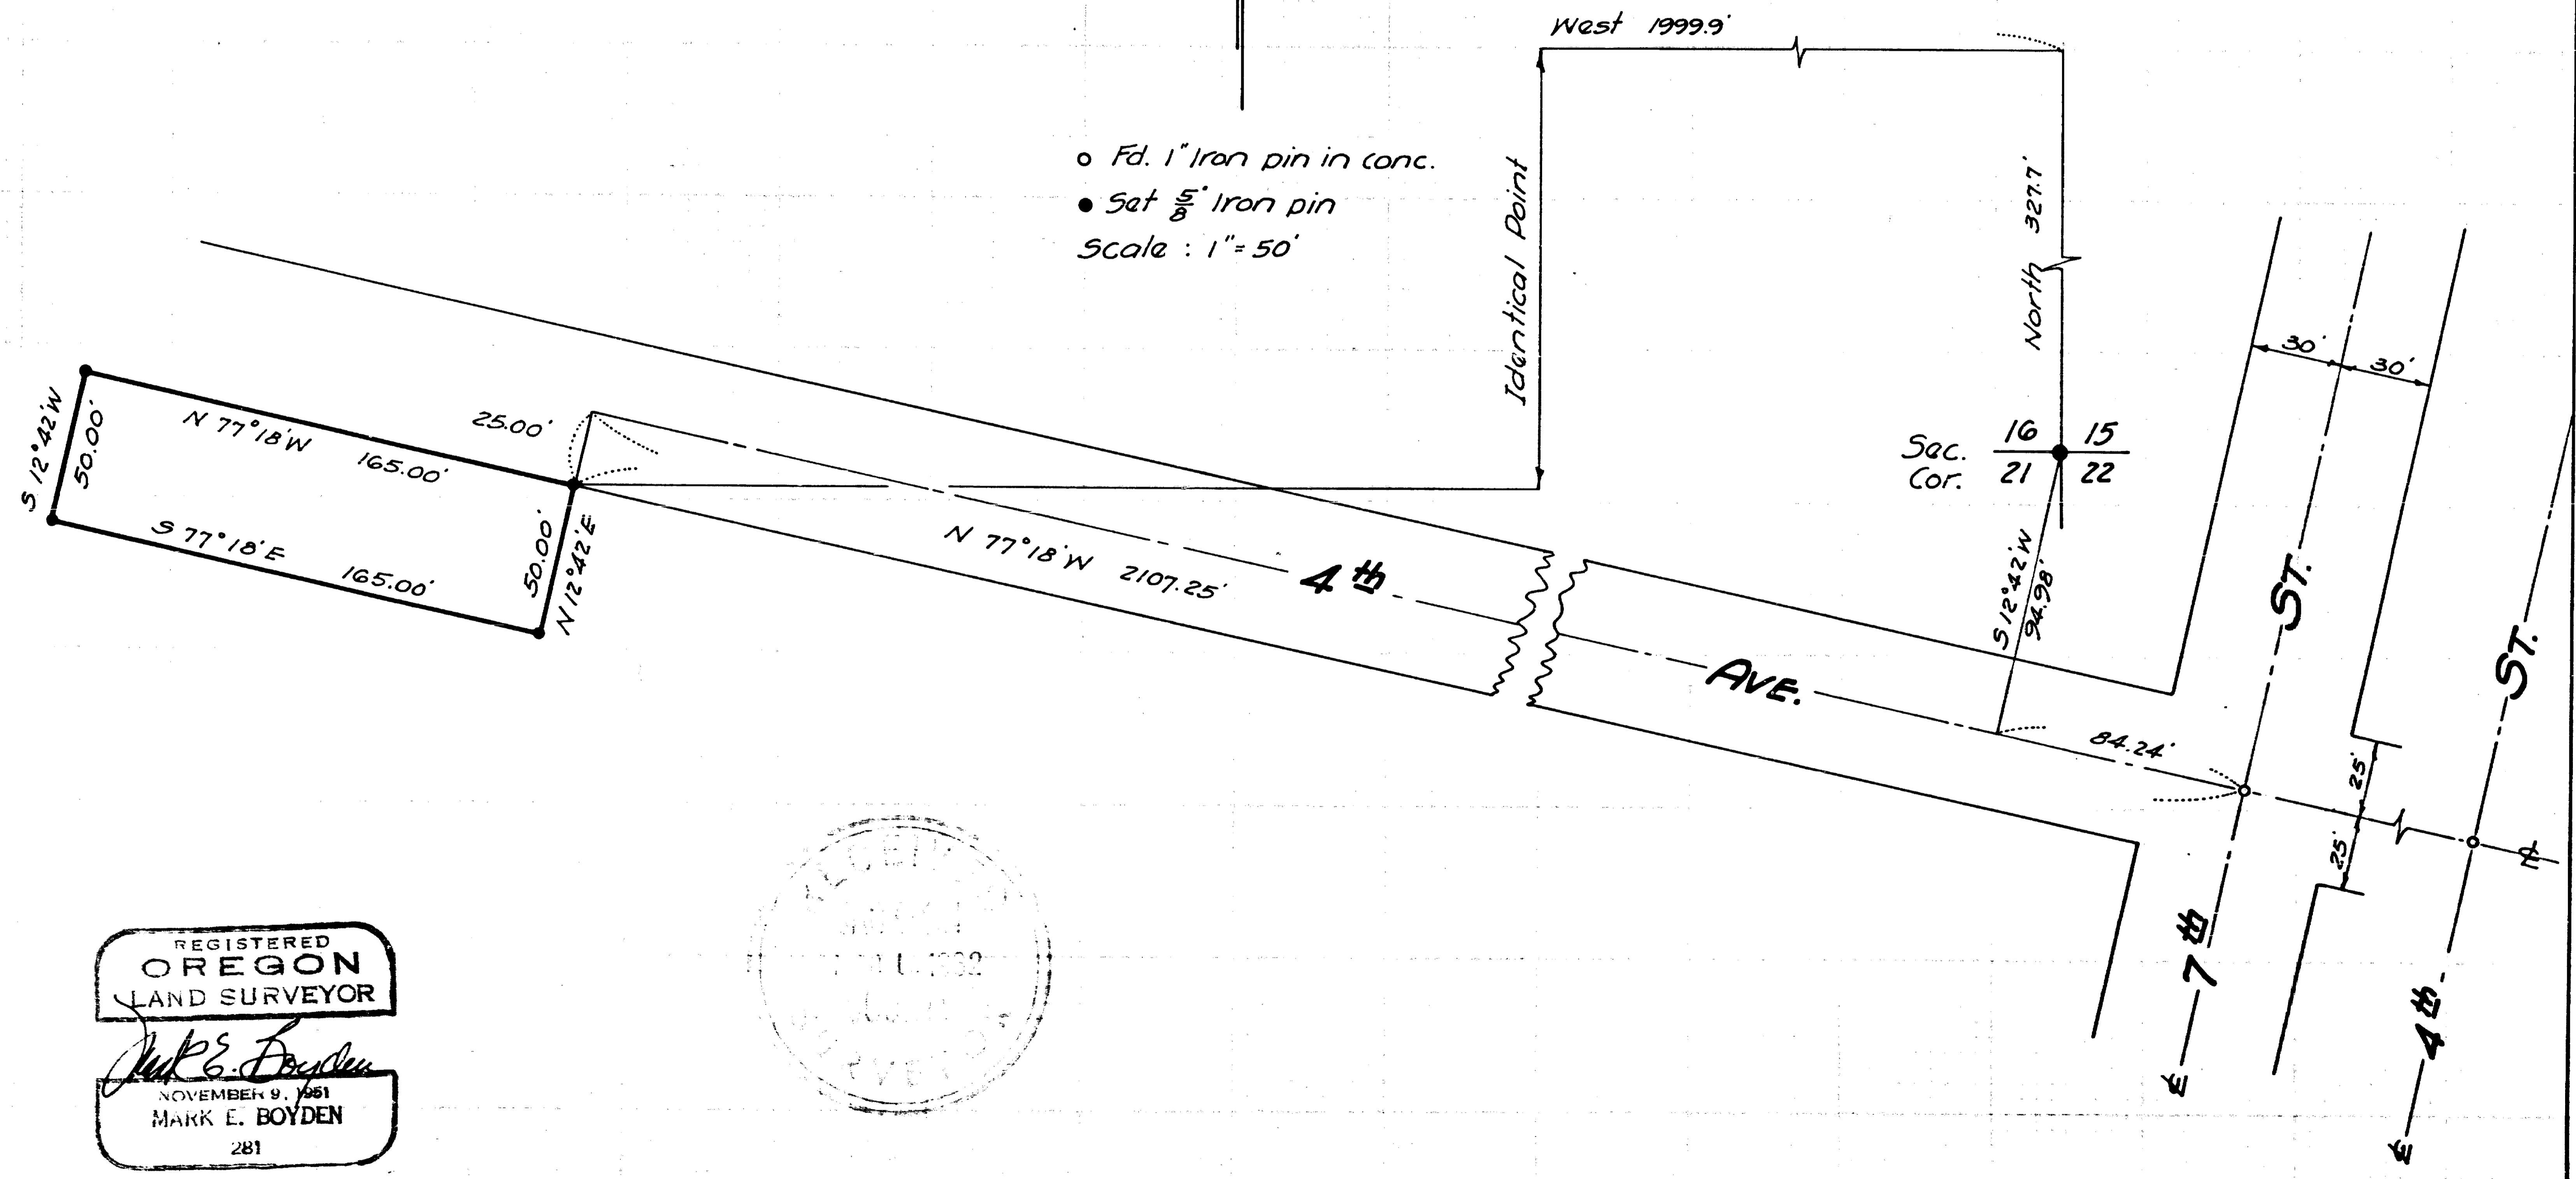 West 1999.9'
o Fd. 1" Iron pin in conc.
● Set 5/8" Iron pin
Scale : 1" = 50'
Identical Point
North 327.7'
30'
30'
Sec. 16 15
Cor. 21 22
S 12°42'W
94.98'
S 12°42'W
50.00'
N 77°18'W 165.00'
25.00'
S 77°18'E 165.00'
50.00'
N 12°42'E
N 77°18'W 2107.25'
4th AVE.
84.24'
25'
25'
℄
℄ 7th ST.
℄ 4th ST.
REGISTERED
OREGON
LAND SURVEYOR
Mark E. Boyden
NOVEMBER 9, 1951
MARK E. BOYDEN
281
RECEIVED